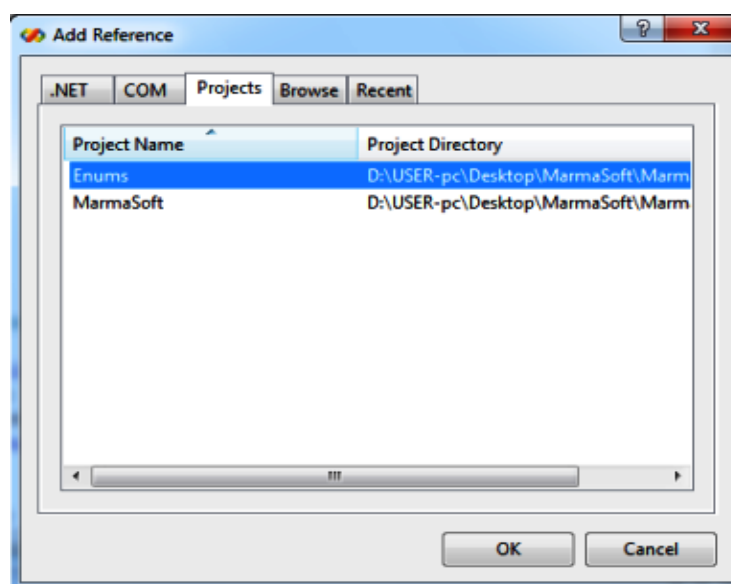 Add Reference
.NET COM Projects Browse Recent
Project Name Project Directory
Enums D:\USER-pc\Desktop\MarmaSoft\Marm
MarmaSoft D:\USER-pc\Desktop\MarmaSoft\Marm
OK Cancel